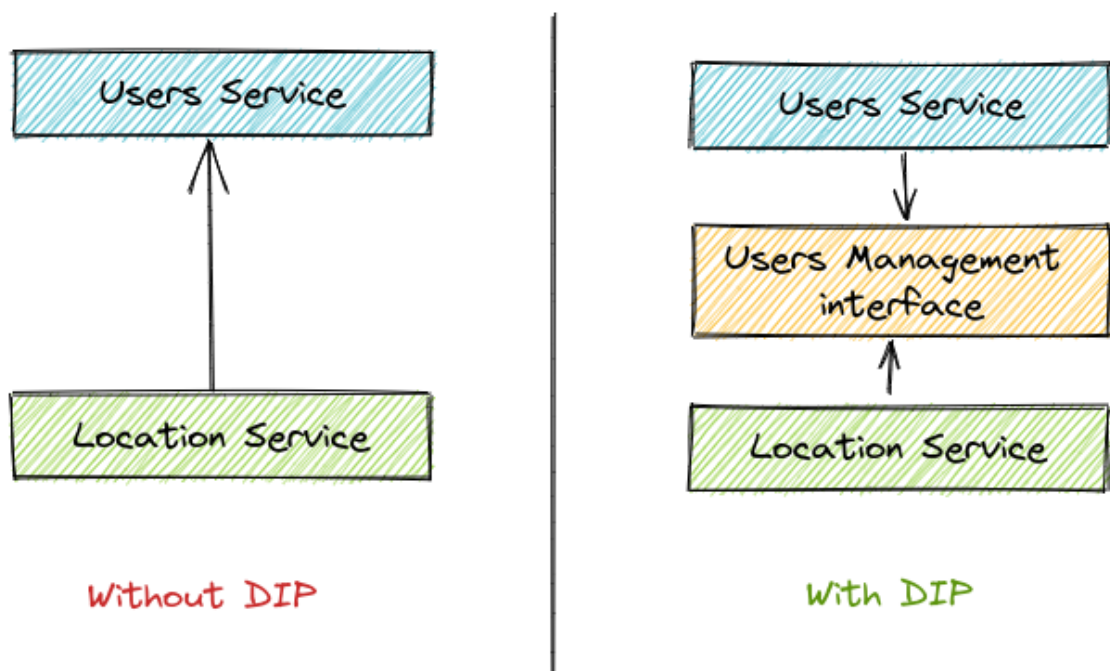 Users Service
Location Service
Without DIP
Users Service
Users Management
interface
Location Service
With DIP